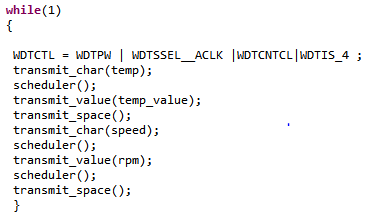 while(1)
{
WDTCTL = WDTPW | WDTSSEL__ACLK |WDTCNTCL|WDTIS_4 ;
transmit_char(temp);
scheduler();
transmit_value(temp_value);
transmit_space();
transmit_char(speed);
scheduler();
transmit_value(rpm);
scheduler();
transmit_space();
}